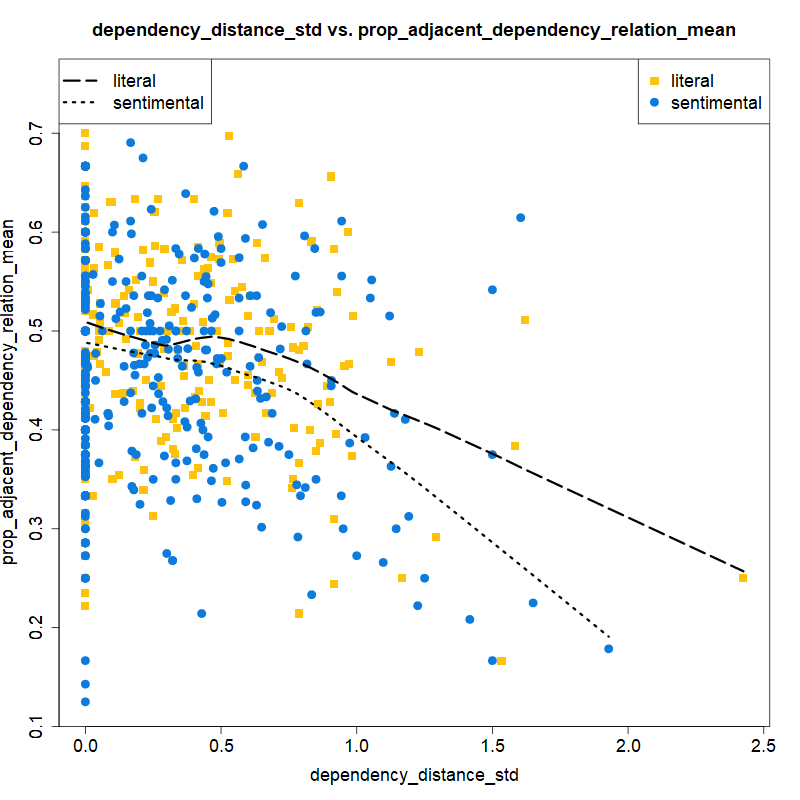 dependency_distance_std vs. prop_adjacent_dependency_relation_mean
literal
sentimental
literal
sentimental
prop_adjacent_dependency_relation_mean
0.7
0.6
0.5
0.4
0.3
0.2
0.1
0.0 0.5 1.0 1.5 2.0 2.5
dependency_distance_std